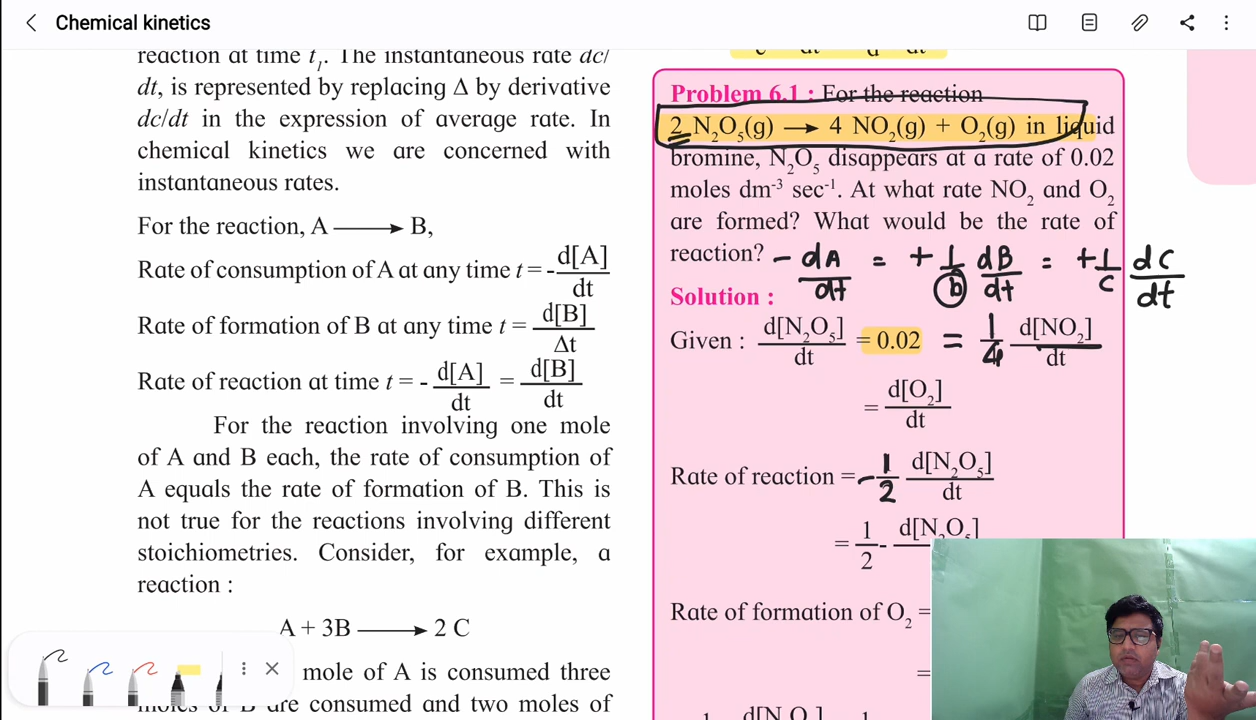 Chemical kinetics
reaction at time t₁. The instantaneous rate dc/
dt, is represented by replacing Δ by derivative
dc/dt in the expression of average rate. In
chemical kinetics we are concerned with
instantaneous rates.
For the reaction, A ⟶ B,
Rate of consumption of A at any time t = - d[A]/dt
Rate of formation of B at any time t = d[B]/Δt
Rate of reaction at time t = - d[A]/dt = d[B]/dt
For the reaction involving one mole
of A and B each, the rate of consumption of
A equals the rate of formation of B. This is
not true for the reactions involving different
stoichiometries. Consider, for example, a
reaction :
A + 3B ⟶ 2 C
mole of A is consumed three
are consumed and two moles of
Problem 6.1 : For the reaction
2 N₂O₅(g) ⟶ 4 NO₂(g) + O₂(g) in liquid
bromine, N₂O₅ disappears at a rate of 0.02
moles dm⁻³ sec⁻¹. At what rate NO₂ and O₂
are formed? What would be the rate of
reaction? - dA/dt = + 1/b dB/dt = + 1/c dC/dt
Solution :
Given : d[N₂O₅]/dt = 0.02 = 1/4 d[NO₂]/dt
= d[O₂]/dt
Rate of reaction = - 1/2 d[N₂O₅]/dt
= 1/2 - d[N₂O₅]
Rate of formation of O₂ =
=